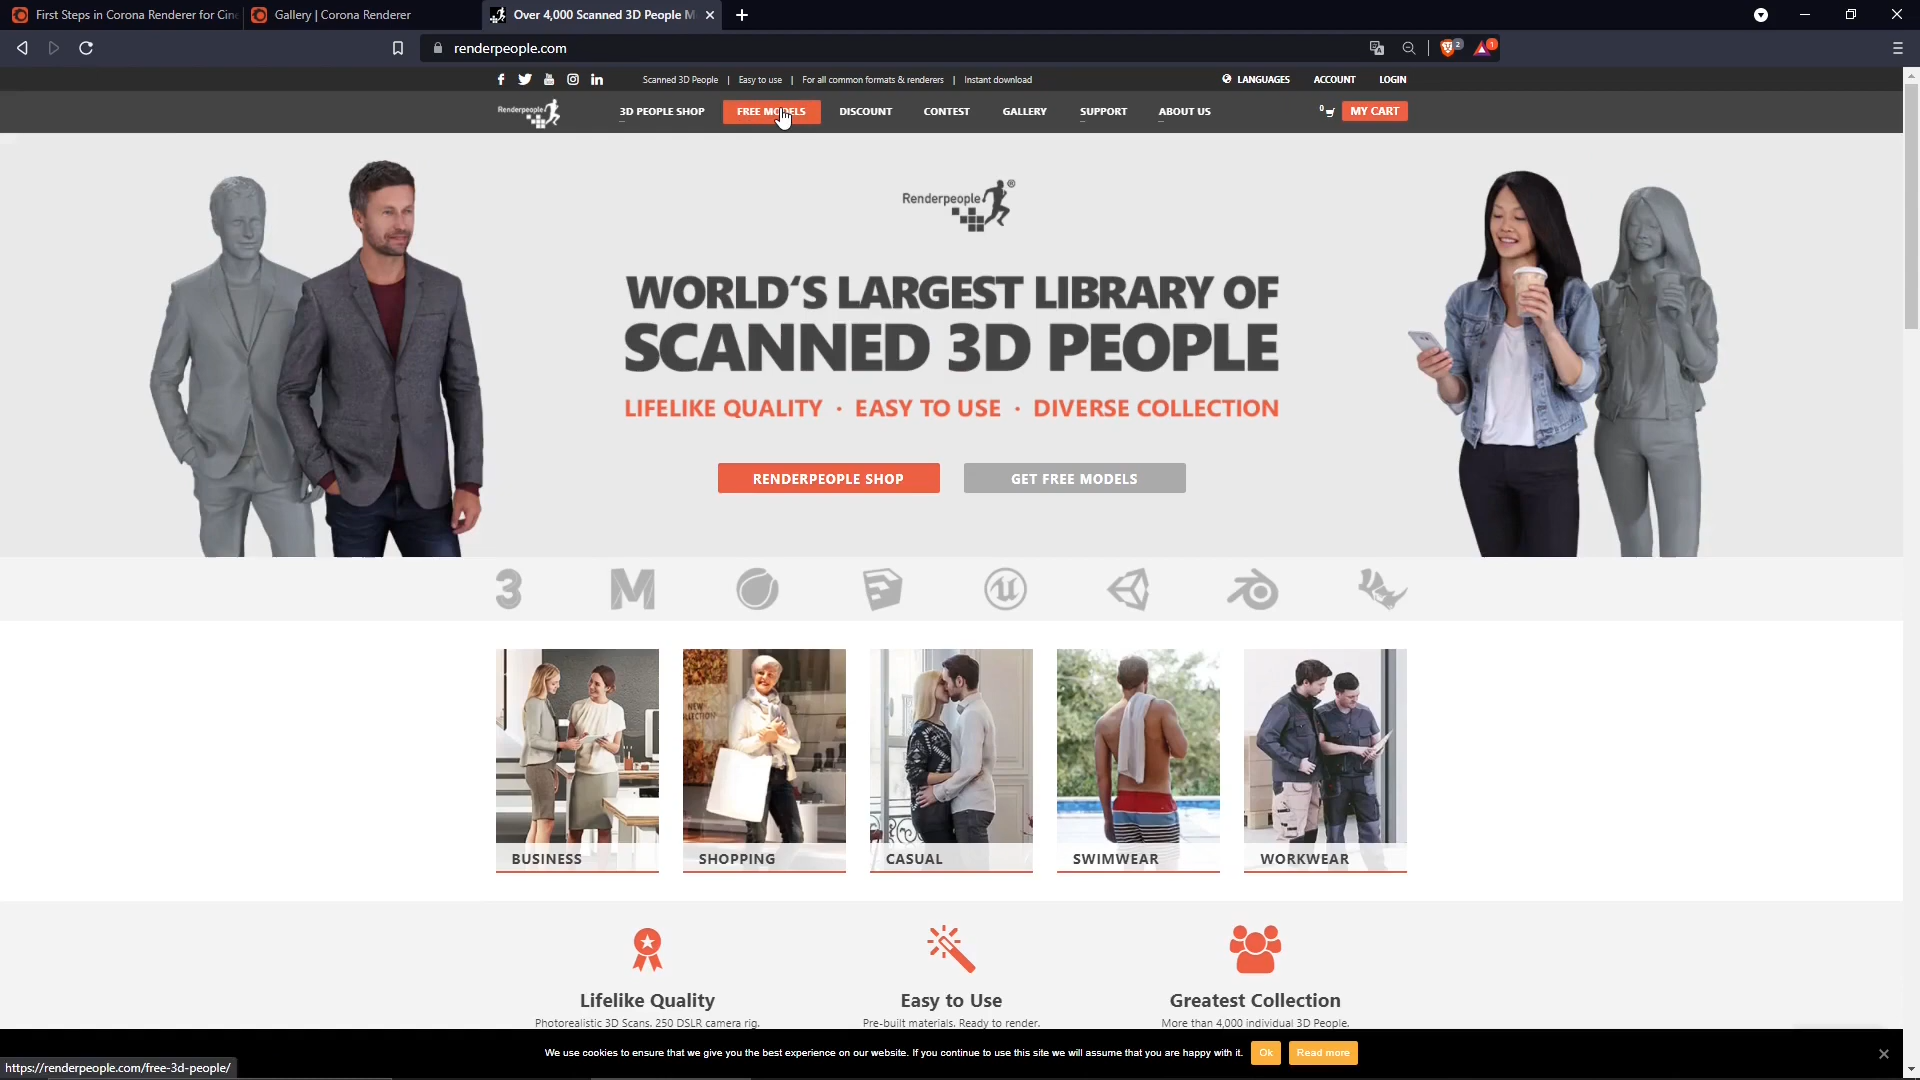 First Steps in Corona Renderer for Cin
Gallery | Corona Renderer
Over 4,000 Scanned 3D People M
renderpeople.com
2
1
Scanned 3D People | Easy to use | For all common formats & renderers | Instant download
LANGUAGES
ACCOUNT
LOGIN
Renderpeople
3D PEOPLE SHOP
FREE MODELS
DISCOUNT
CONTEST
GALLERY
SUPPORT
ABOUT US
0
MY CART
Renderpeople®
WORLD'S LARGEST LIBRARY OF
SCANNED 3D PEOPLE
LIFELIKE QUALITY · EASY TO USE · DIVERSE COLLECTION
RENDERPEOPLE SHOP
GET FREE MODELS
BUSINESS
SHOPPING
CASUAL
SWIMWEAR
WORKWEAR
Lifelike Quality
Easy to Use
Greatest Collection
Photorealistic 3D Scans. 250 DSLR camera rig.
Pre-built materials. Ready to render.
More than 4,000 individual 3D People.
We use cookies to ensure that we give you the best experience on our website. If you continue to use this site we will assume that you are happy with it.
Ok
Read more
https://renderpeople.com/free-3d-people/